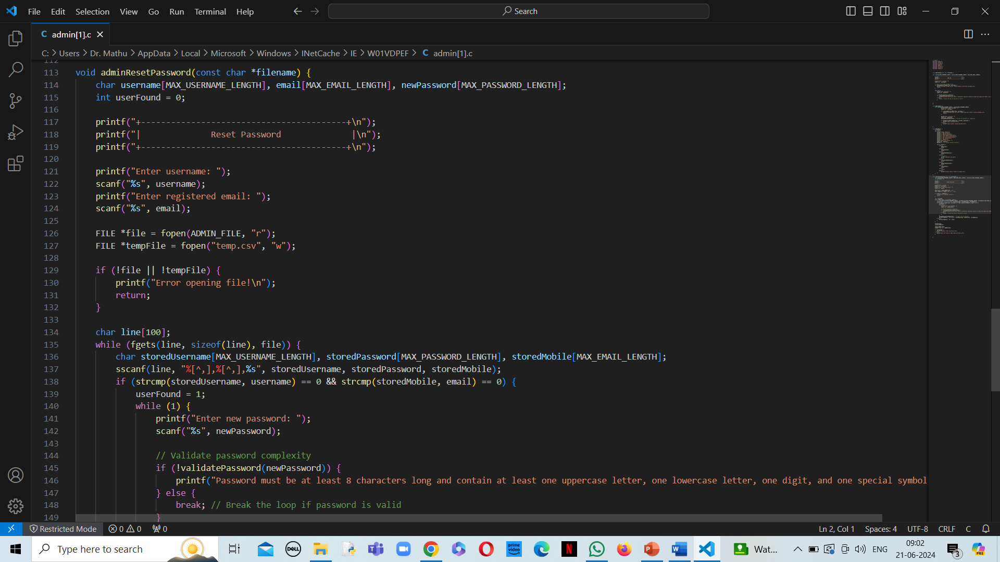 File Edit Selection View Go Run Terminal Help
Search
C admin[1].c
C: > Users > Dr. Mathu > AppData > Local > Microsoft > Windows > INetCache > IE > W01VDPEF > C admin[1].c
112
113 void adminResetPassword(const char *filename) {
114     char username[MAX_USERNAME_LENGTH], email[MAX_EMAIL_LENGTH], newPassword[MAX_PASSWORD_LENGTH];
115     int userFound = 0;
116
117     printf("+-----------------------------------------+\n");
118     printf("|              Reset Password              |\n");
119     printf("+-----------------------------------------+\n");
120
121     printf("Enter username: ");
122     scanf("%s", username);
123     printf("Enter registered email: ");
124     scanf("%s", email);
125
126     FILE *file = fopen(ADMIN_FILE, "r");
127     FILE *tempFile = fopen("temp.csv", "w");
128
129     if (!file || !tempFile) {
130         printf("Error opening file!\n");
131         return;
132     }
133
134     char line[100];
135     while (fgets(line, sizeof(line), file)) {
136         char storedUsername[MAX_USERNAME_LENGTH], storedPassword[MAX_PASSWORD_LENGTH], storedMobile[MAX_EMAIL_LENGTH];
137         sscanf(line, "%[^,],%[^,],%s", storedUsername, storedPassword, storedMobile);
138         if (strcmp(storedUsername, username) == 0 && strcmp(storedMobile, email) == 0) {
139             userFound = 1;
140             while (1) {
141                 printf("Enter new password: ");
142                 scanf("%s", newPassword);
143
144                 // Validate password complexity
145                 if (!validatePassword(newPassword)) {
146                     printf("Password must be at least 8 characters long and contain at least one uppercase letter, one lowercase letter, one digit, and one special symbol
147                 } else {
148                     break; // Break the loop if password is valid
149                 }
Restricted Mode 0 0 0 Ln 2, Col 1 Spaces: 4 UTF-8 CRLF C
Type here to search DELL prime video N Wat... ENG 09:02
21-06-2024 3 PRE